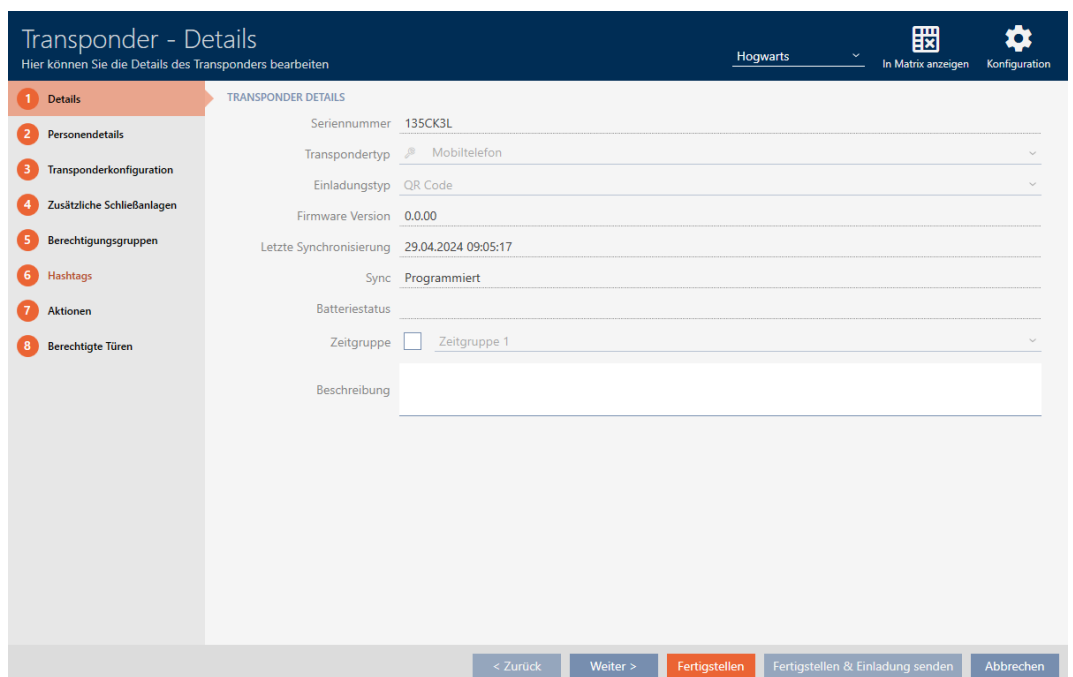 Transponder - Details
Hier können Sie die Details des Transponders bearbeiten
Hogwarts
In Matrix anzeigen
Konfiguration
1 Details
2 Personendetails
3 Transponderkonfiguration
4 Zusätzliche Schließanlagen
5 Berechtigungsgruppen
6 Hashtags
7 Aktionen
8 Berechtigte Türen
TRANSPONDER DETAILS
Seriennummer 135CK3L
Transpondertyp Mobiltelefon
Einladungstyp QR Code
Firmware Version 0.0.00
Letzte Synchronisierung 29.04.2024 09:05:17
Sync Programmiert
Batteriestatus
Zeitgruppe Zeitgruppe 1
Beschreibung
< Zurück
Weiter >
Fertigstellen
Fertigstellen & Einladung senden
Abbrechen